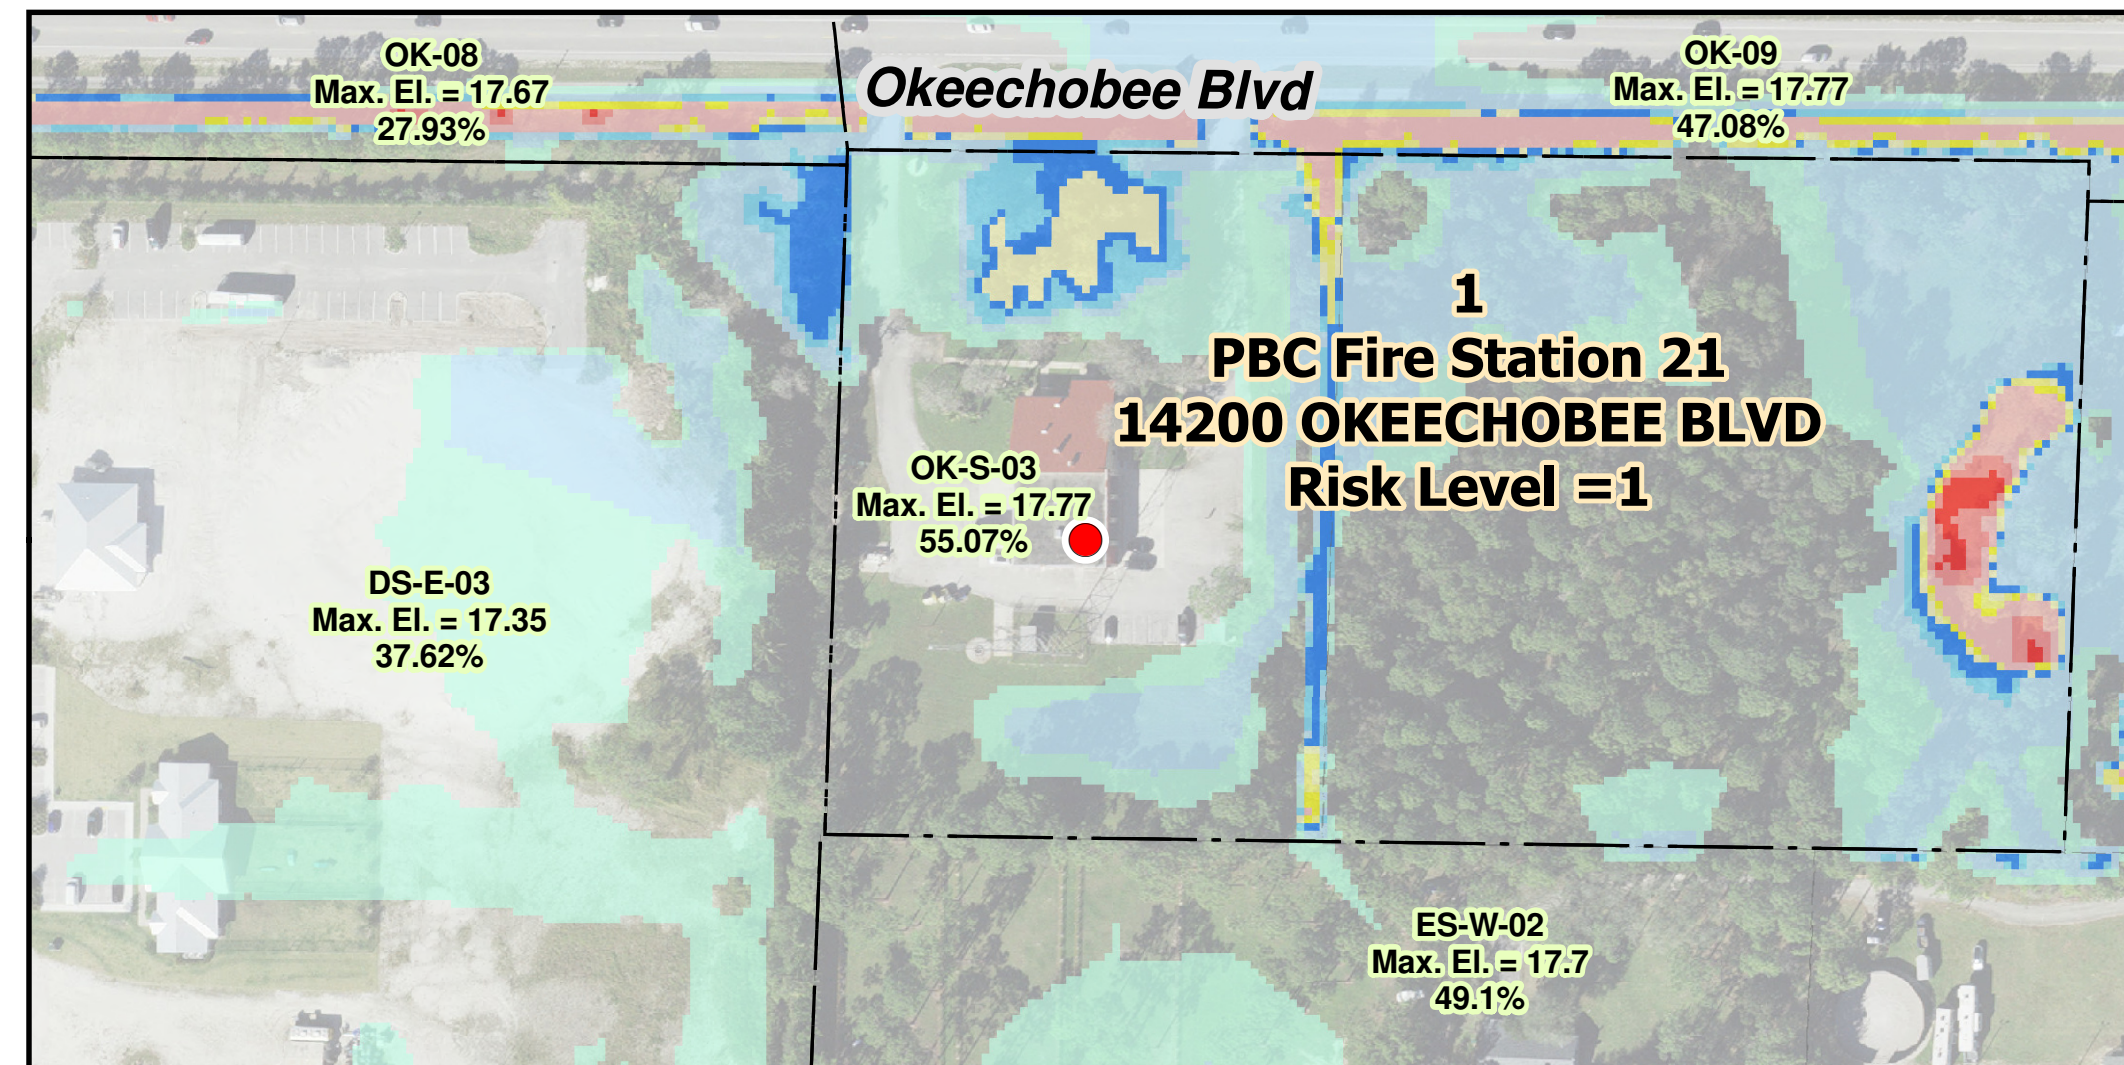 OK-08
Max. El. = 17.67
27.93%
Okeechobee Blvd
OK-09
Max. El. = 17.77
47.08%
1
PBC Fire Station 21
14200 OKEECHOBEE BLVD
Risk Level =1
OK-S-03
Max. El. = 17.77
55.07%
DS-E-03
Max. El. = 17.35
37.62%
ES-W-02
Max. El. = 17.7
49.1%